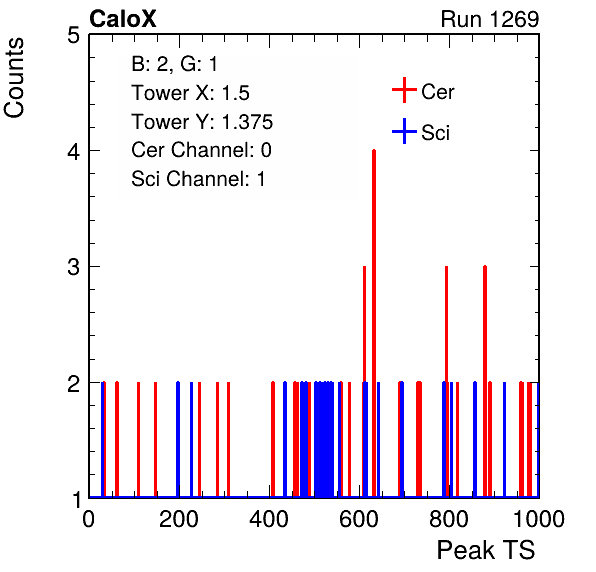 CaloX Run 1269
Counts
5
4
3
2
1
B: 2, G: 1
Tower X: 1.5
Tower Y: 1.375
Cer Channel: 0
Sci Channel: 1
Cer
Sci
0 200 400 600 800 1000
Peak TS